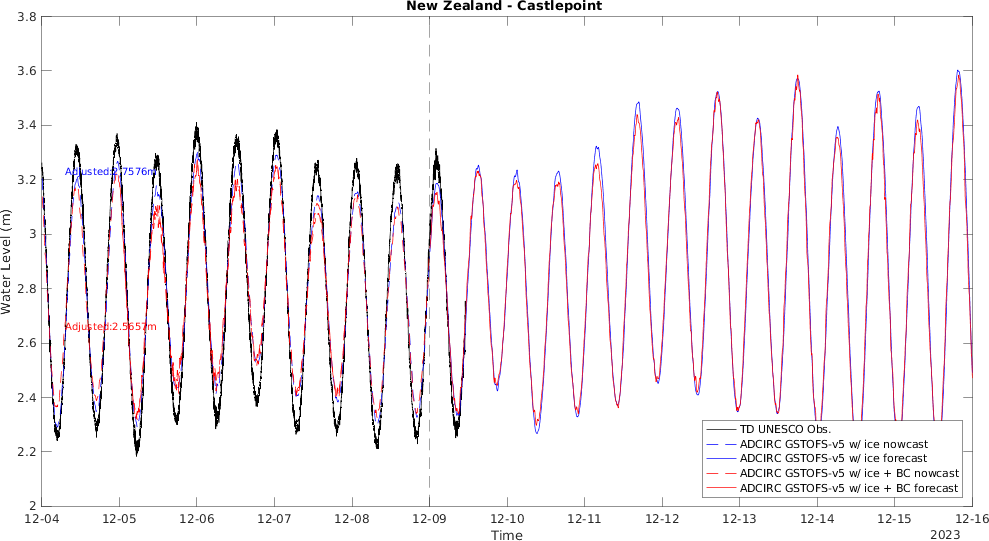 New Zealand - Castlepoint
3.8
3.6
3.4
3.2
3
2.8
2.6
2.4
2.2
2
Water Level (m)
Adjusted:2.7576m
Adjusted:2.5657m
TD UNESCO Obs.
ADCIRC GSTOFS-v5 w/ ice nowcast
ADCIRC GSTOFS-v5 w/ ice forecast
ADCIRC GSTOFS-v5 w/ ice + BC nowcast
ADCIRC GSTOFS-v5 w/ ice + BC forecast
12-04 12-05 12-06 12-07 12-08 12-09 12-10 12-11 12-12 12-13 12-14 12-15 12-16
Time
2023